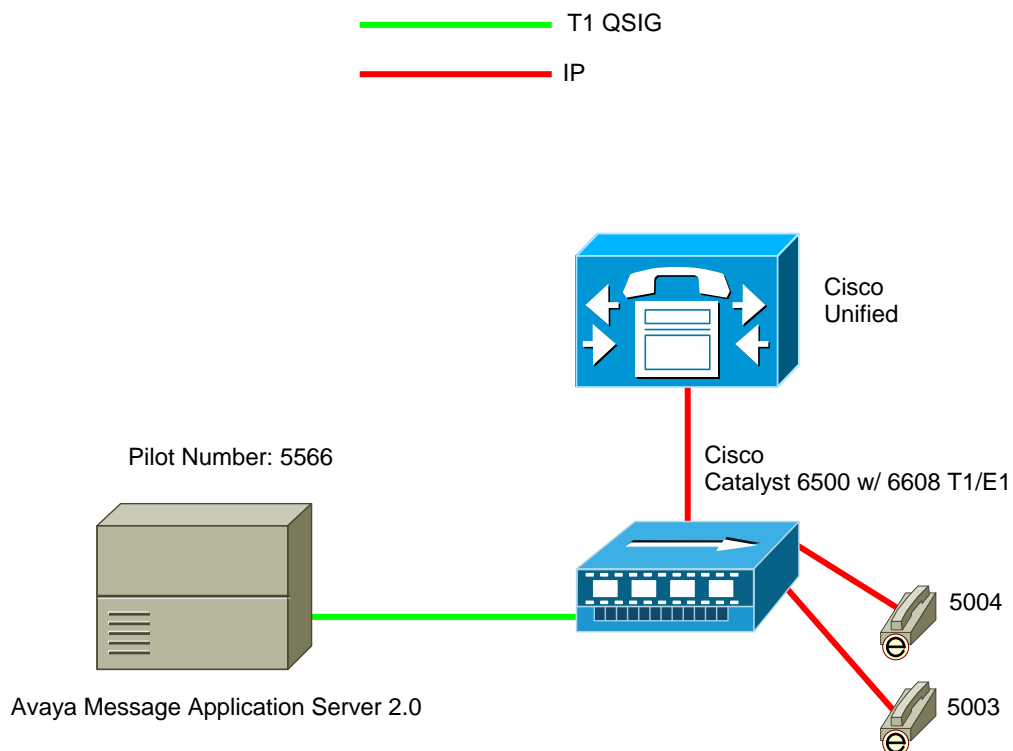 T1 QSIG
IP
Cisco
Unified
Pilot Number: 5566
Cisco
Catalyst 6500 w/ 6608 T1/E1
5004
5003
Avaya Message Application Server 2.0
e
e